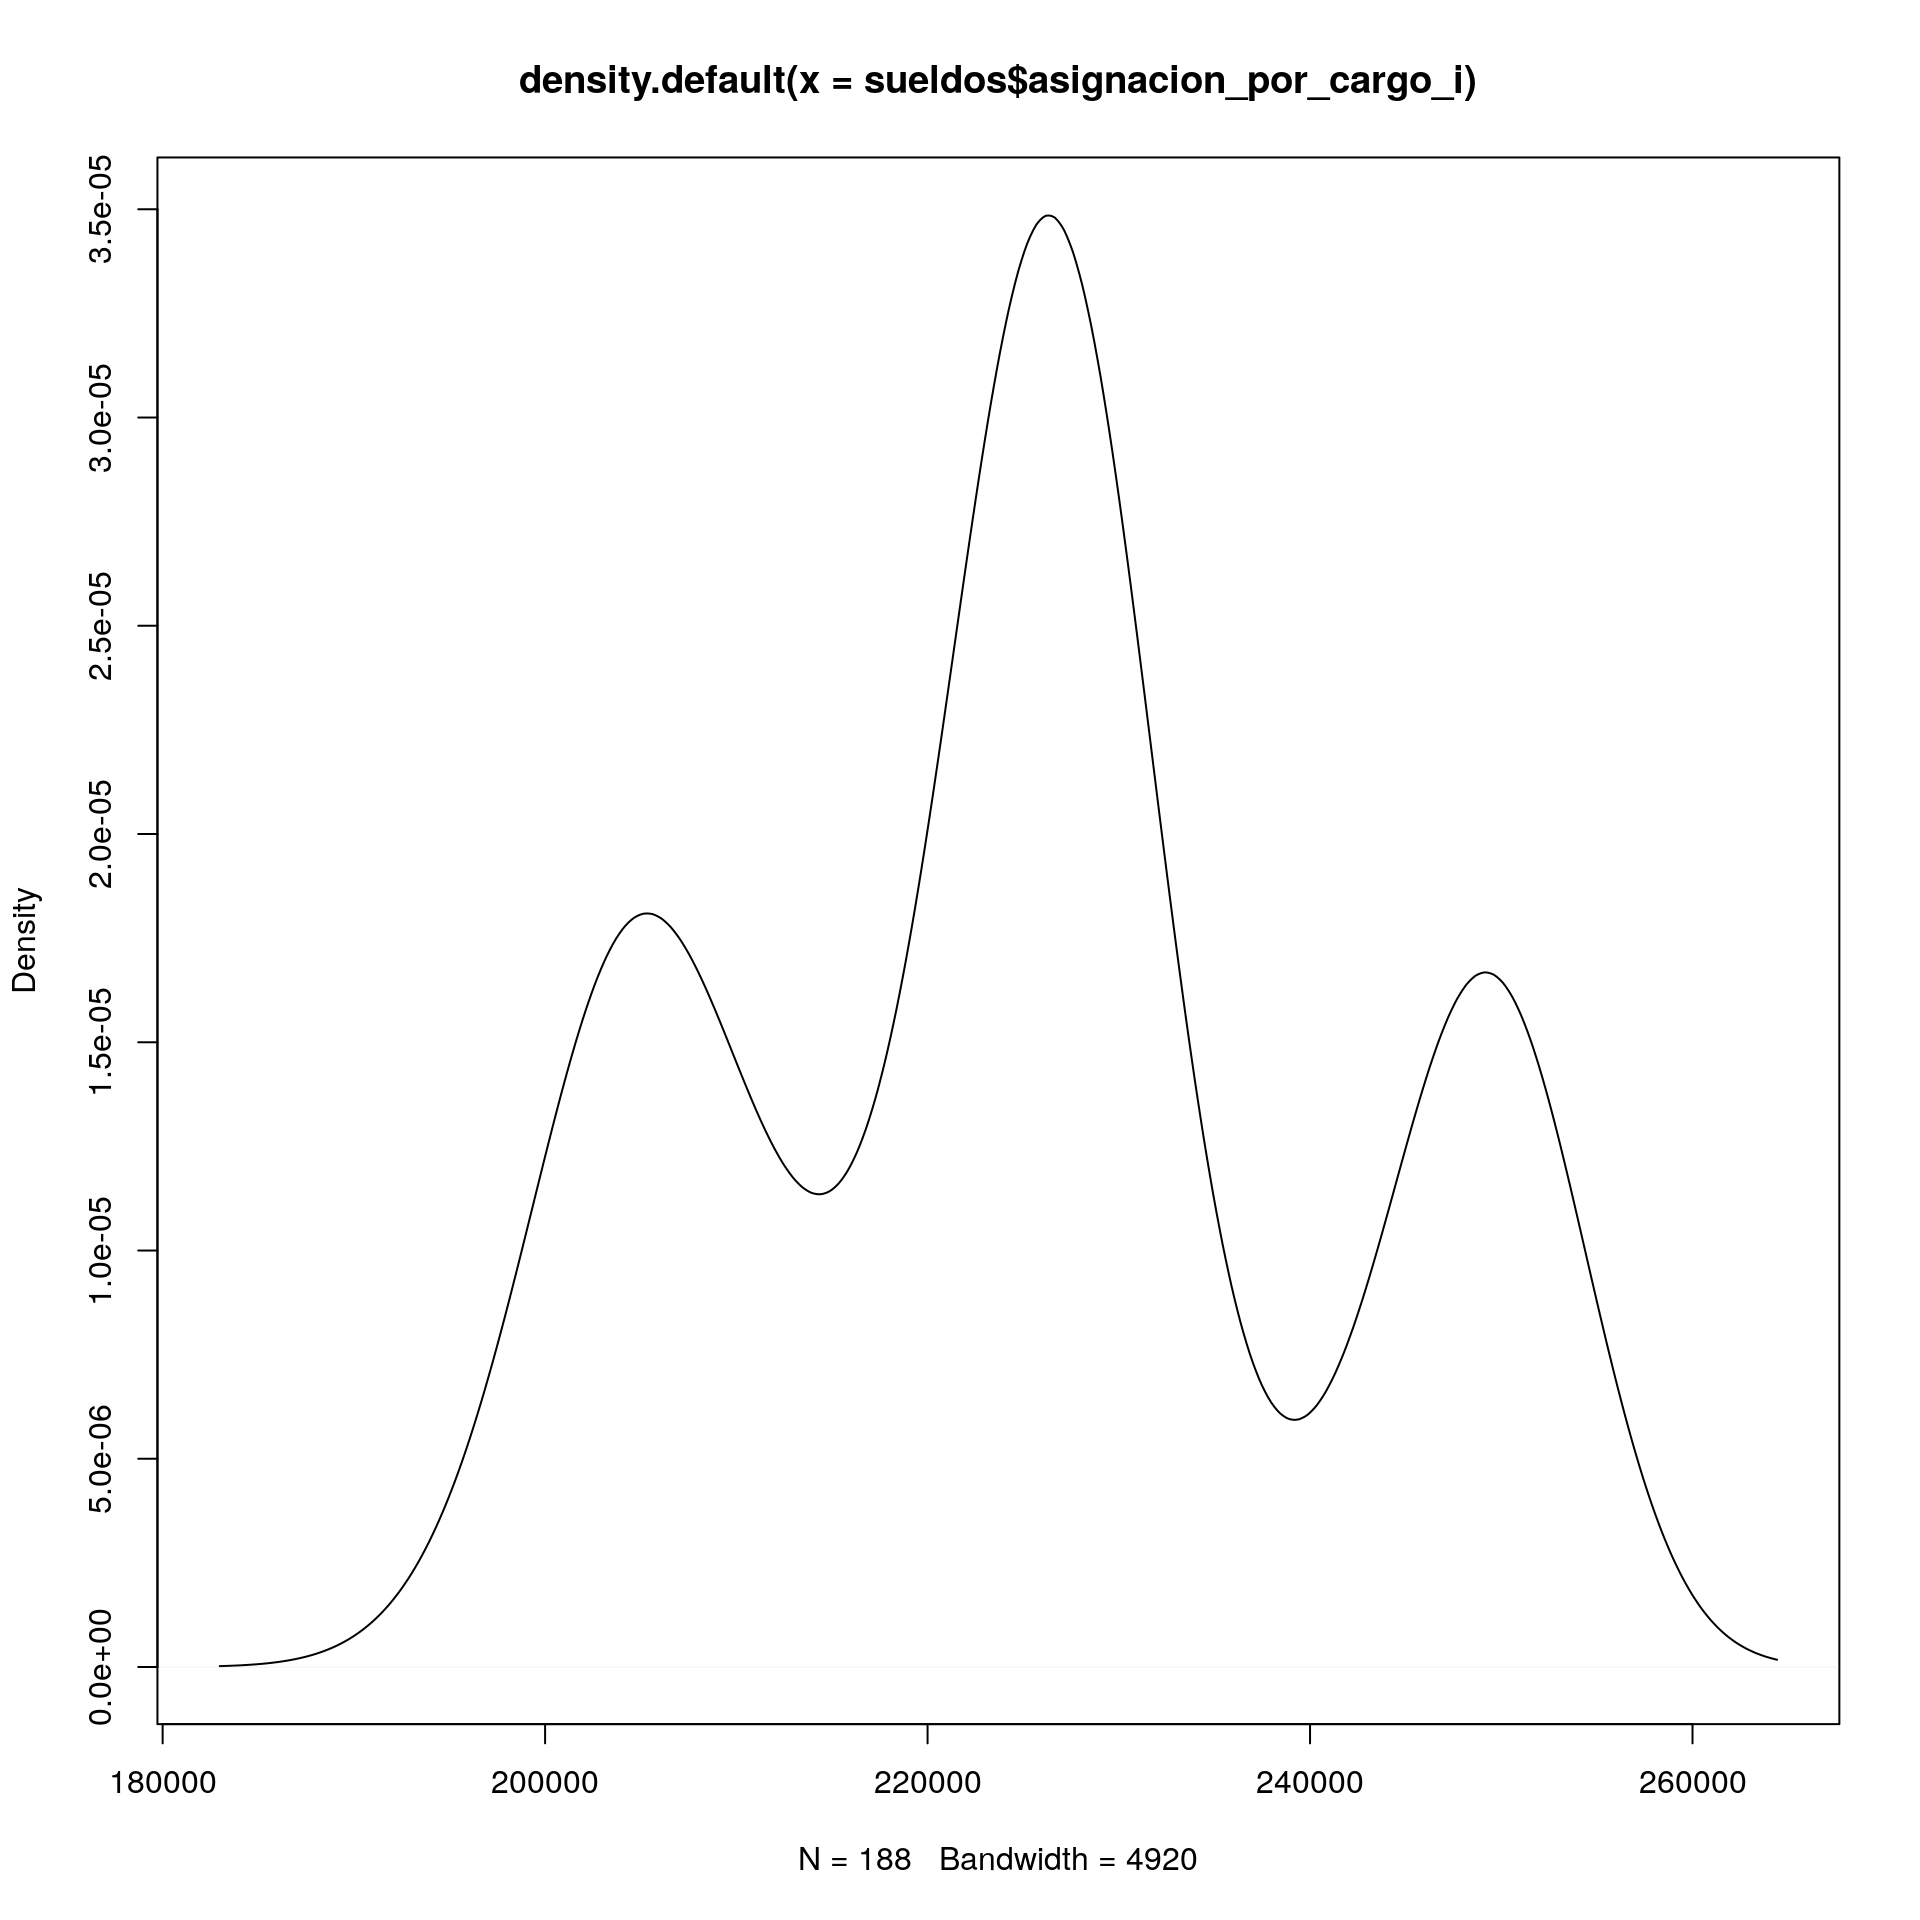 density.default(x = sueldos$asignacion_por_cargo_i)
Density
3.5e-05
3.0e-05
2.5e-05
2.0e-05
1.5e-05
1.0e-05
5.0e-06
0.0e+00
180000 200000 220000 240000 260000
N = 188 Bandwidth = 4920